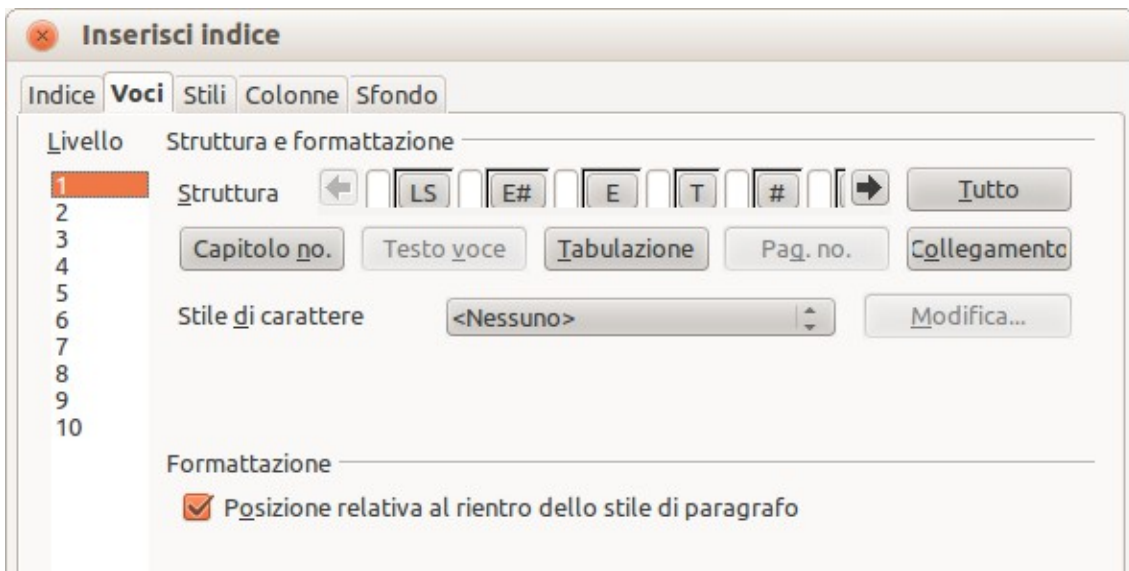 Inserisci indice
Indice Voci Stili Colonne Sfondo
Livello Struttura e formattazione
1
2
3
4
5
6
7
8
9
10
Struttura LS E# E T # Tutto
Capitolo no. Testo voce Tabulazione Pag. no. Collegamento
Stile di carattere <Nessuno> Modifica...
Formattazione
Posizione relativa al rientro dello stile di paragrafo